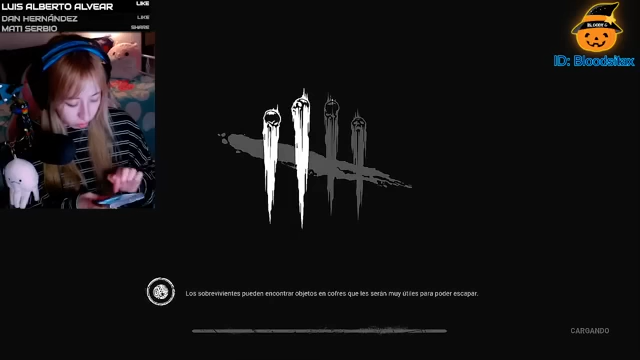 LUIS ALBERTO ALVEAR LIKE
DAN HERNÁNDEZ LIKE
MATI SERBIO SHARE
BLOODY G
ID: Bloodsitax
Los sobrevivientes pueden encontrar objetos en cofres que les serán muy útiles para poder escapar.
CARGANDO